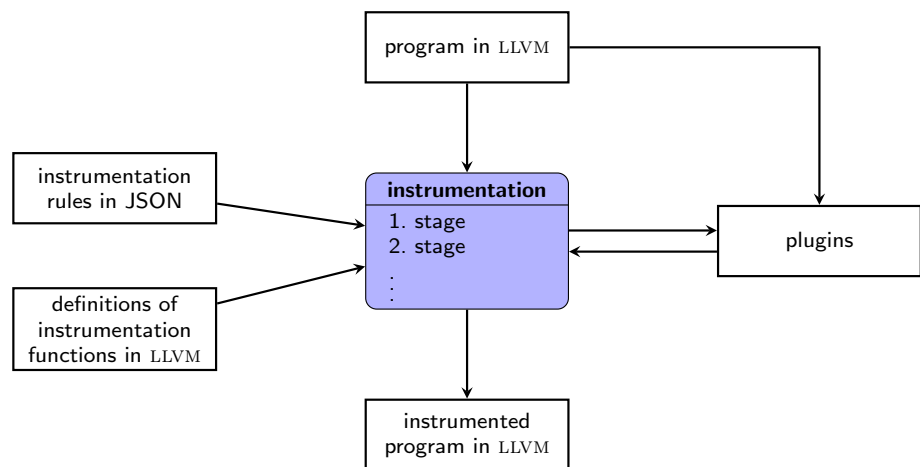 program in LLVM
instrumentation
rules in JSON
definitions of
instrumentation
functions in LLVM
instrumentation
1. stage
2. stage
⋮
plugins
instrumented
program in LLVM